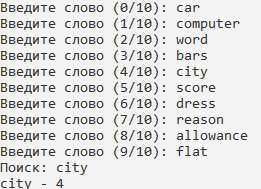 Введите слово (0/10): car
Введите слово (1/10): computer
Введите слово (2/10): word
Введите слово (3/10): bars
Введите слово (4/10): city
Введите слово (5/10): score
Введите слово (6/10): dress
Введите слово (7/10): reason
Введите слово (8/10): allowance
Введите слово (9/10): flat
Поиск: city
city - 4